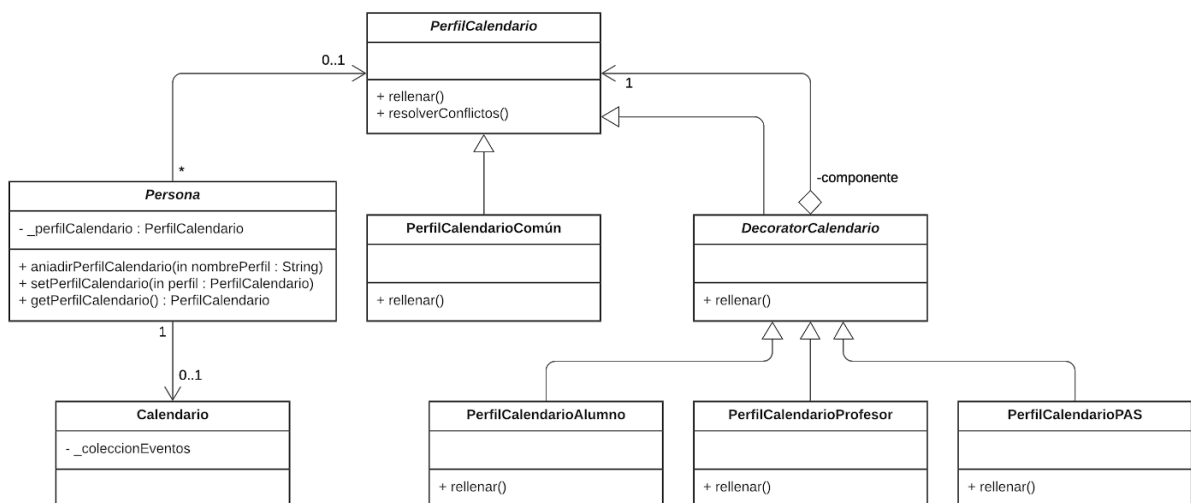 PerfilCalendario
+ rellenar()
+ resolverConflictos()
0..1
1
*
Persona
- _perfilCalendario : PerfilCalendario
+ aniadirPerfilCalendario(in nombrePerfil : String)
+ setPerfilCalendario(in perfil : PerfilCalendario)
+ getPerfilCalendario() : PerfilCalendario
PerfilCalendarioComún
+ rellenar()
-componente
DecoratorCalendario
+ rellenar()
1
0..1
Calendario
- _coleccionEventos
PerfilCalendarioAlumno
+ rellenar()
PerfilCalendarioProfesor
+ rellenar()
PerfilCalendarioPAS
+ rellenar()